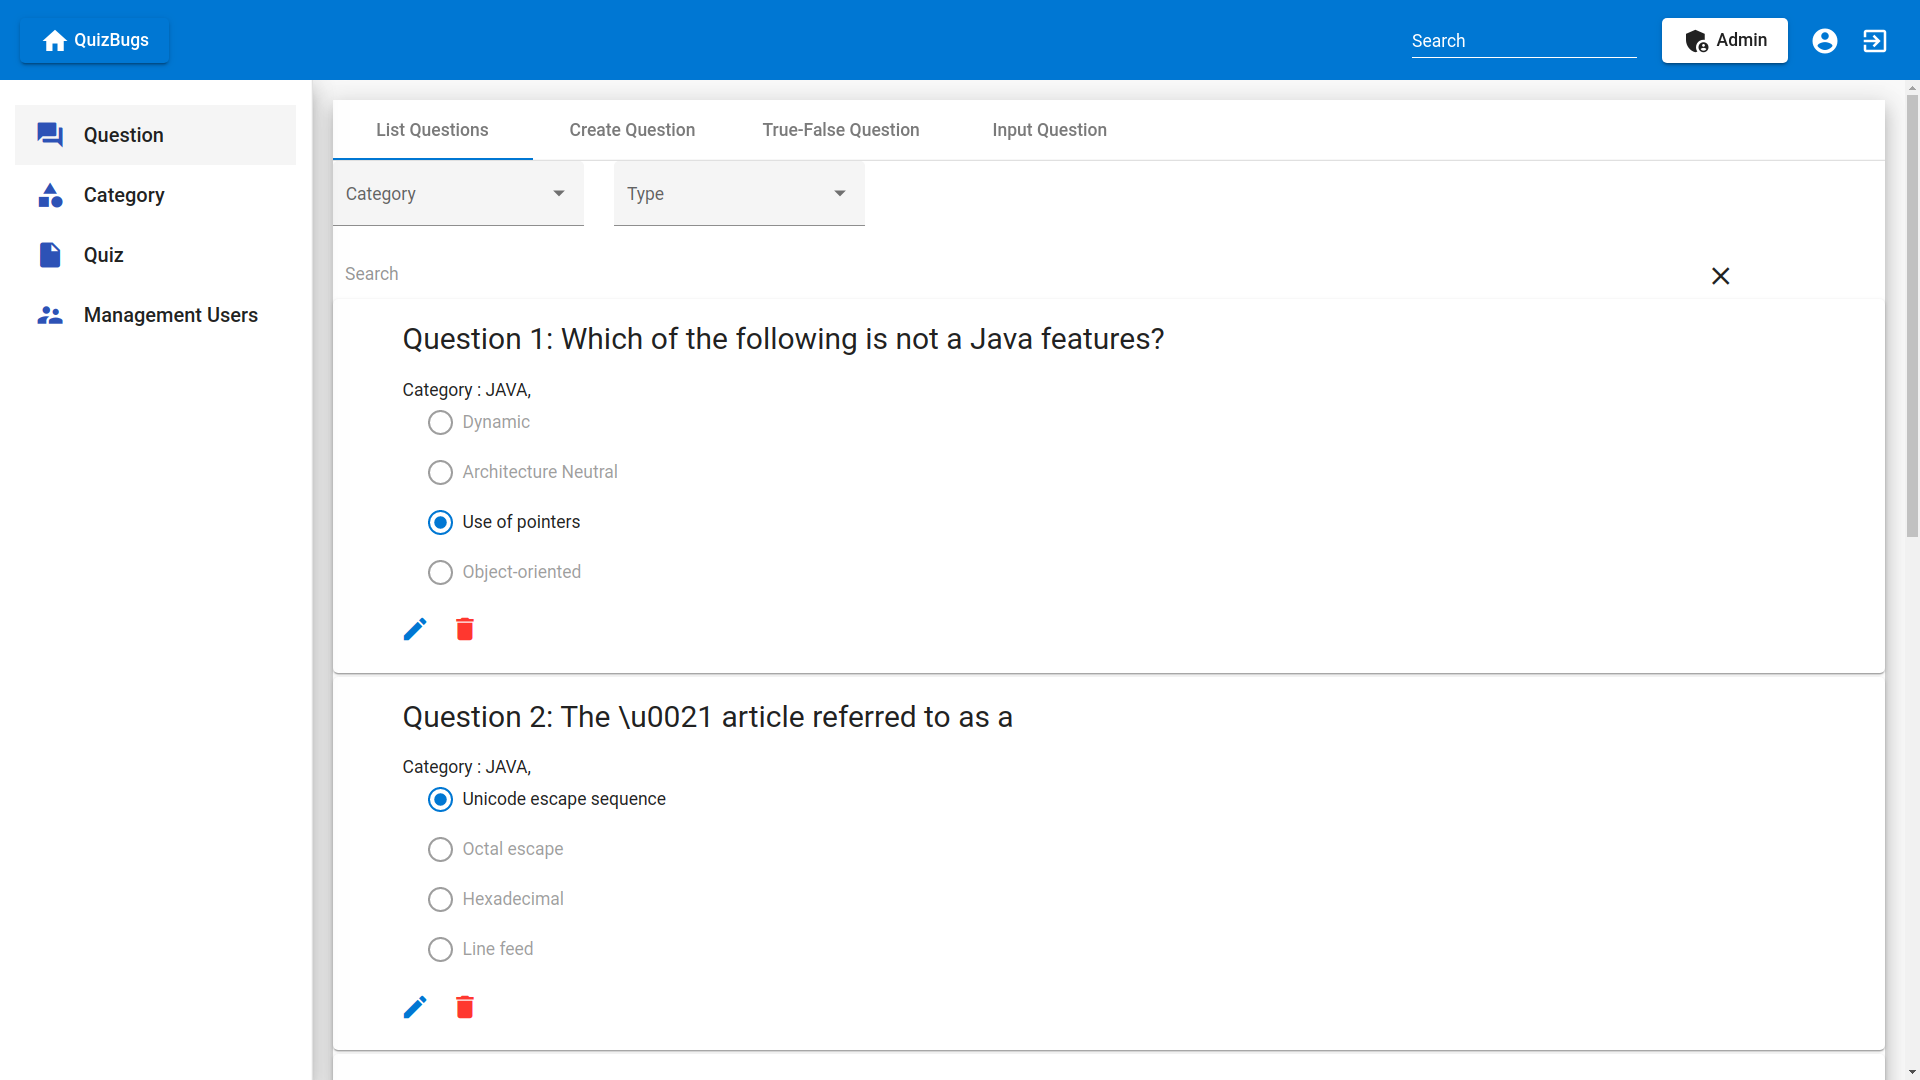 QuizBugs
Search
Admin
Question
Category
Quiz
Management Users
List Questions
Create Question
True-False Question
Input Question
Category
Type
Search
Question 1: Which of the following is not a Java features?
Category : JAVA,
Dynamic
Architecture Neutral
Use of pointers
Object-oriented
Question 2: The \u0021 article referred to as a
Category : JAVA,
Unicode escape sequence
Octal escape
Hexadecimal
Line feed